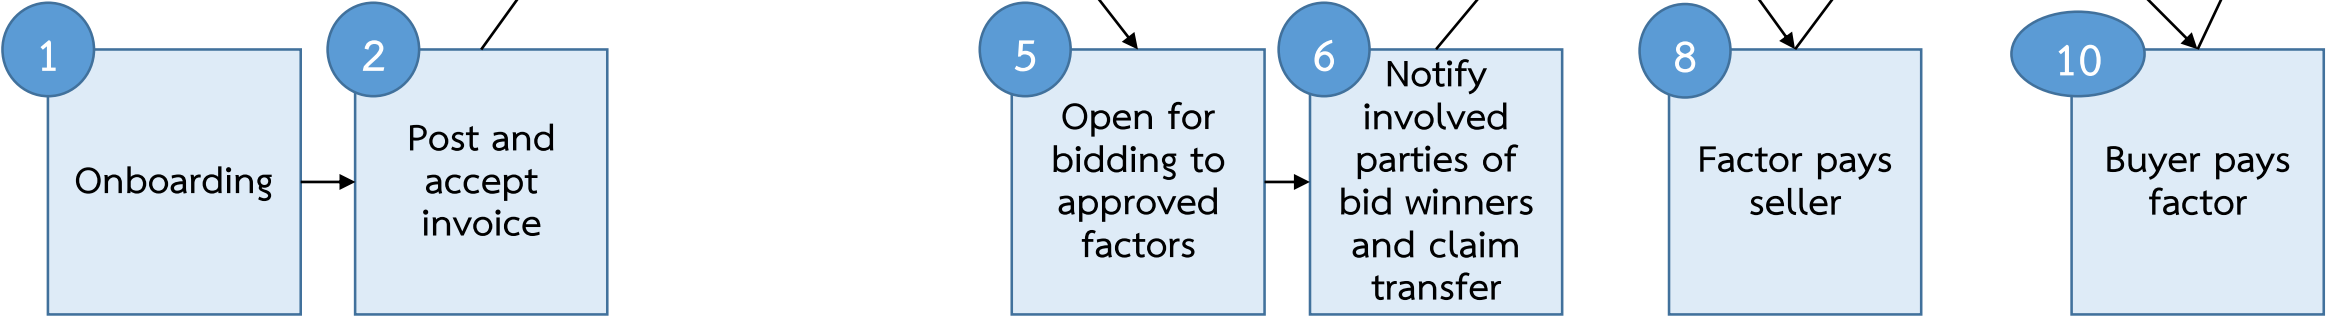 1
Onboarding
2
Post and
accept
invoice
5
Open for
bidding to
approved
factors
6
Notify
involved
parties of
bid winners
and claim
transfer
8
Factor pays
seller
10
Buyer pays
factor